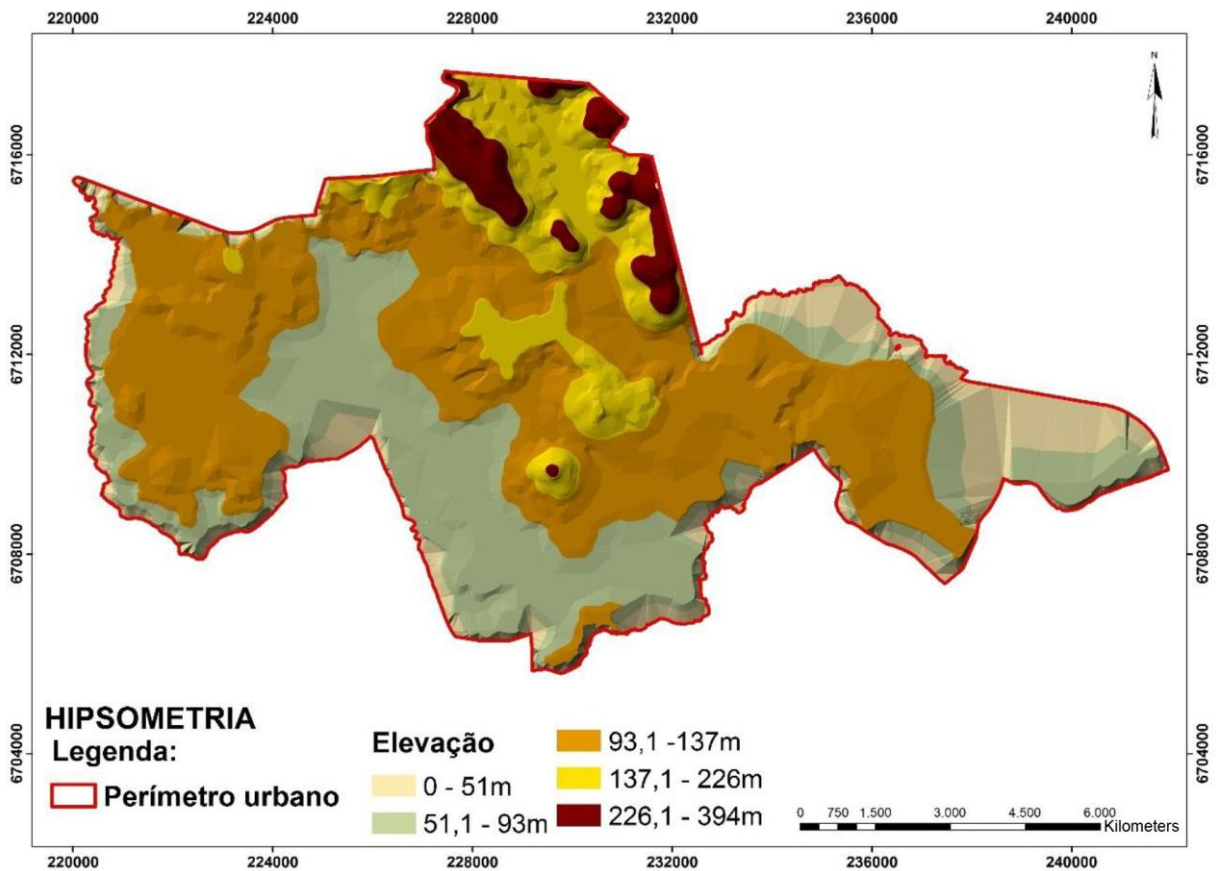 220000 224000 228000 232000 236000 240000
N
6716000 6716000
6712000 6712000
6708000 6708000
6704000 6704000
HIPSOMETRIA
Legenda:
Perímetro urbano
Elevação
0 - 51m
51,1 - 93m
93,1 -137m
137,1 - 226m
226,1 - 394m
0 750 1.500 3.000 4.500 6.000
Kilometers
220000 224000 228000 232000 236000 240000